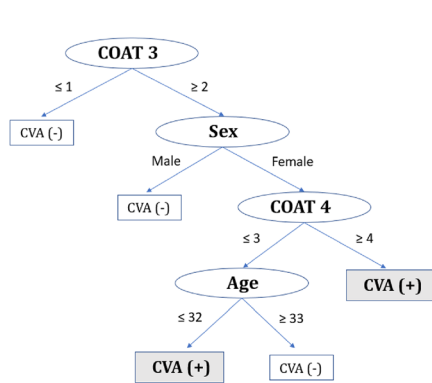 COAT 3
≤ 1
≥ 2
CVA (-)
Sex
Male
Female
CVA (-)
COAT 4
≤ 3
≥ 4
Age
CVA (+)
≤ 32
≥ 33
CVA (+)
CVA (-)